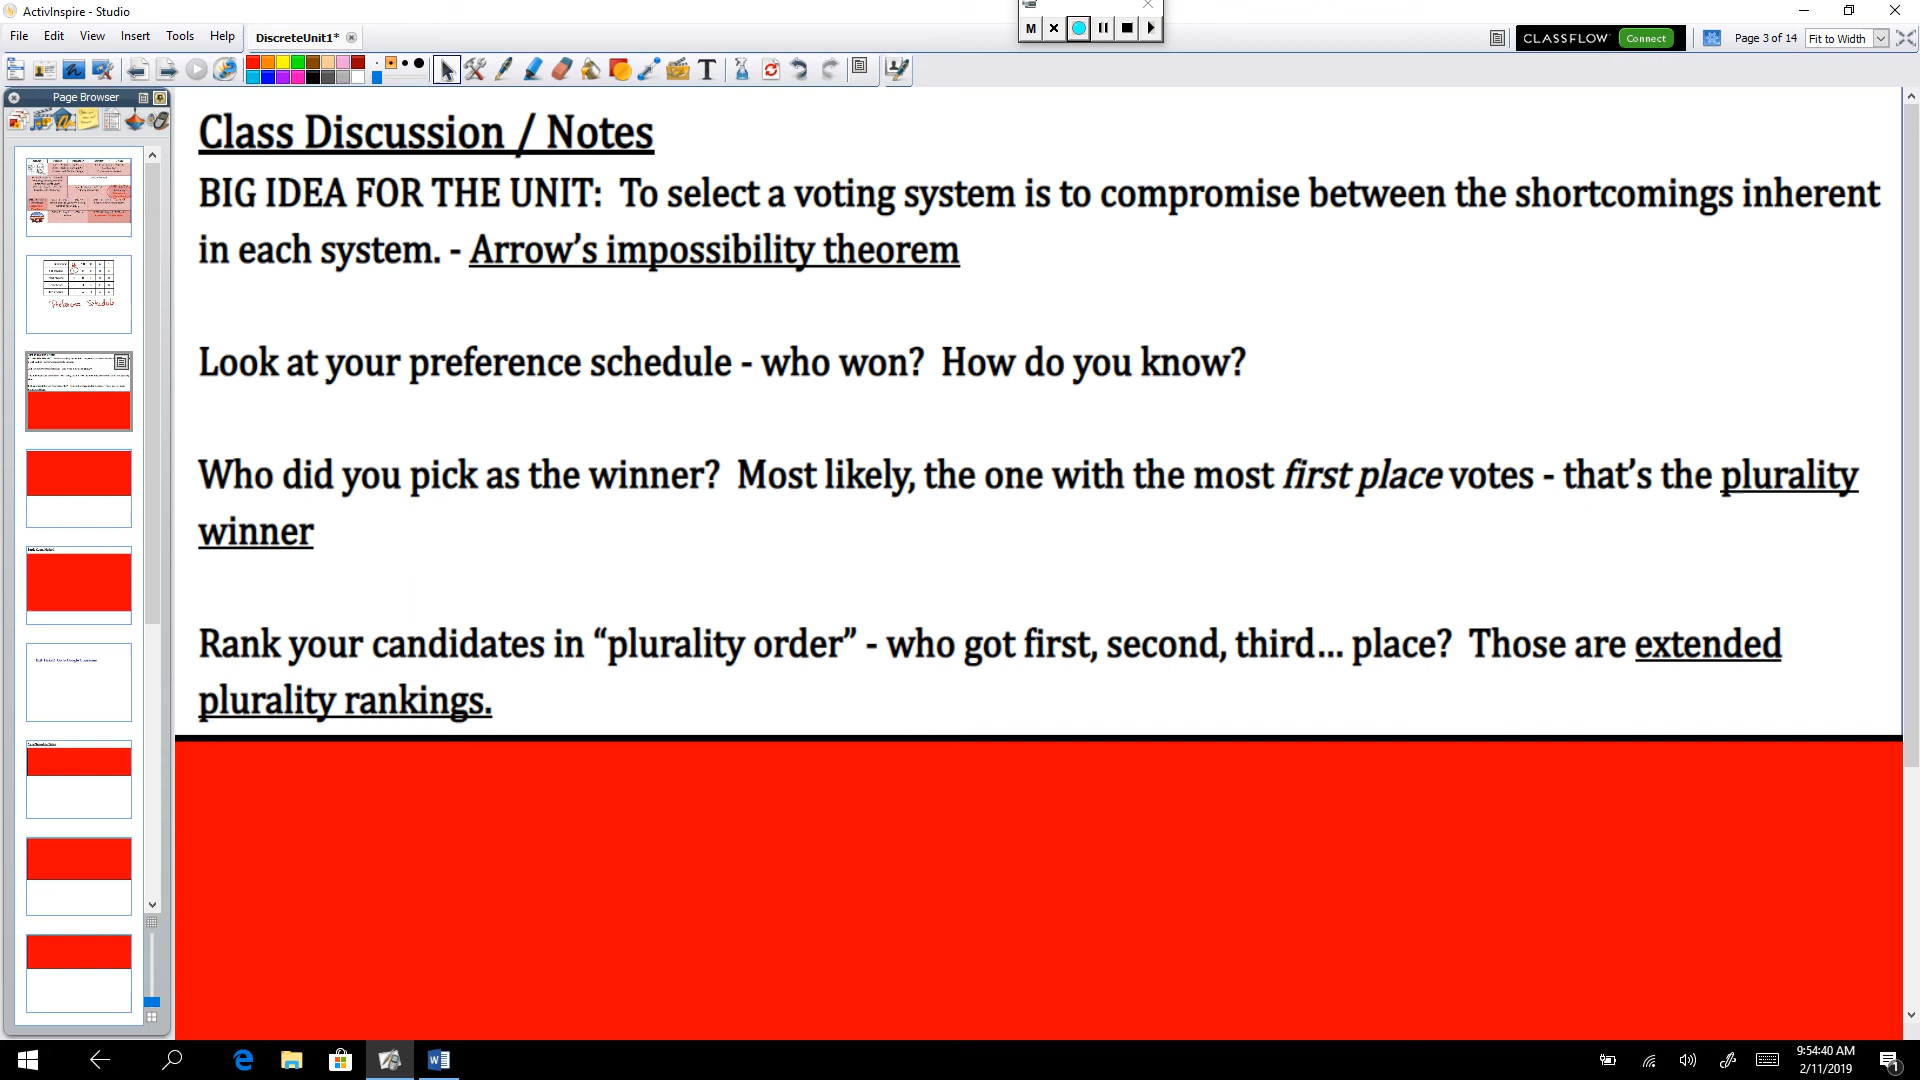 ActivInspire - Studio
File Edit View Insert Tools Help DiscreteUnit1*
M
CLASSFLOW Connect Page 3 of 14 Fit to Width
Page Browser
Class Discussion / Notes
BIG IDEA FOR THE UNIT: To select a voting system is to compromise between the shortcomings inherent
in each system. - Arrow’s impossibility theorem
Look at your preference schedule - who won? How do you know?
Who did you pick as the winner? Most likely, the one with the most first place votes - that’s the plurality
winner
Rank your candidates in “plurality order” - who got first, second, third... place? Those are extended
plurality rankings.
Preference Schedule
9:54:40 AM
2/11/2019
1